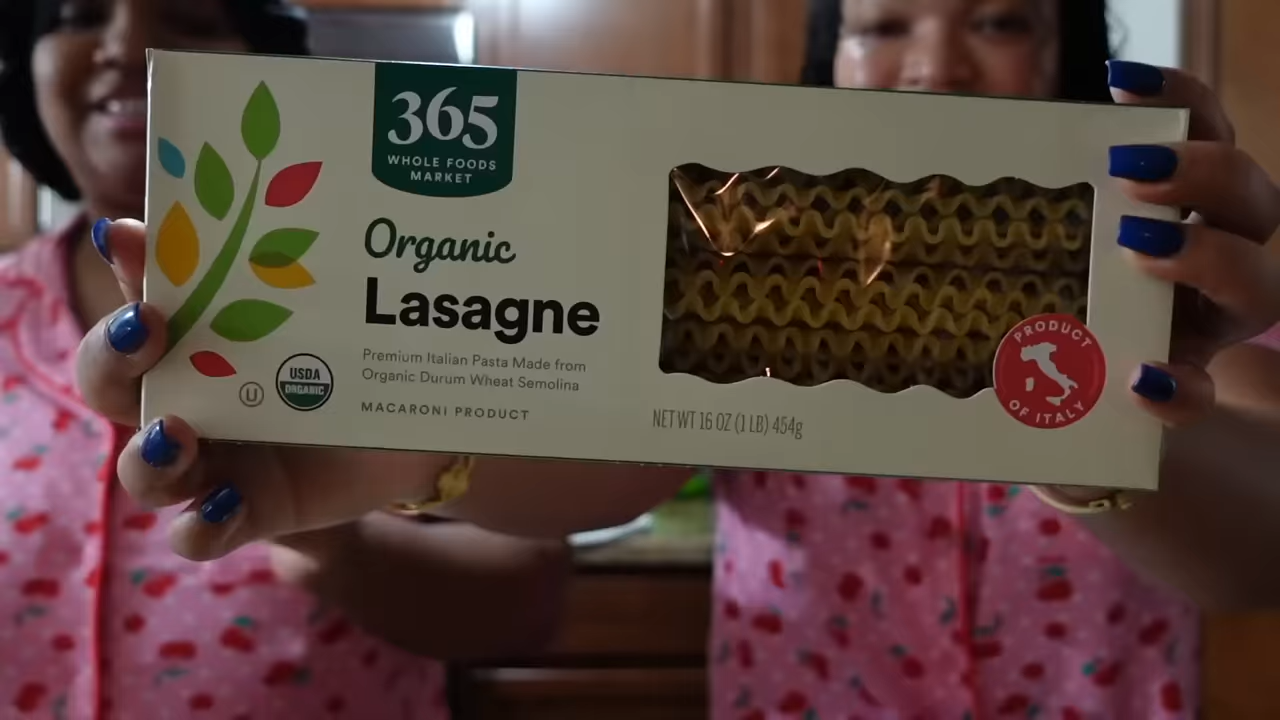 365
WHOLE FOODS
MARKET
Organic
Lasagne
Premium Italian Pasta Made from
Organic Durum Wheat Semolina
MACARONI PRODUCT
U
USDA
ORGANIC
NET WT 16 OZ (1 LB) 454g
PRODUCT
OF ITALY